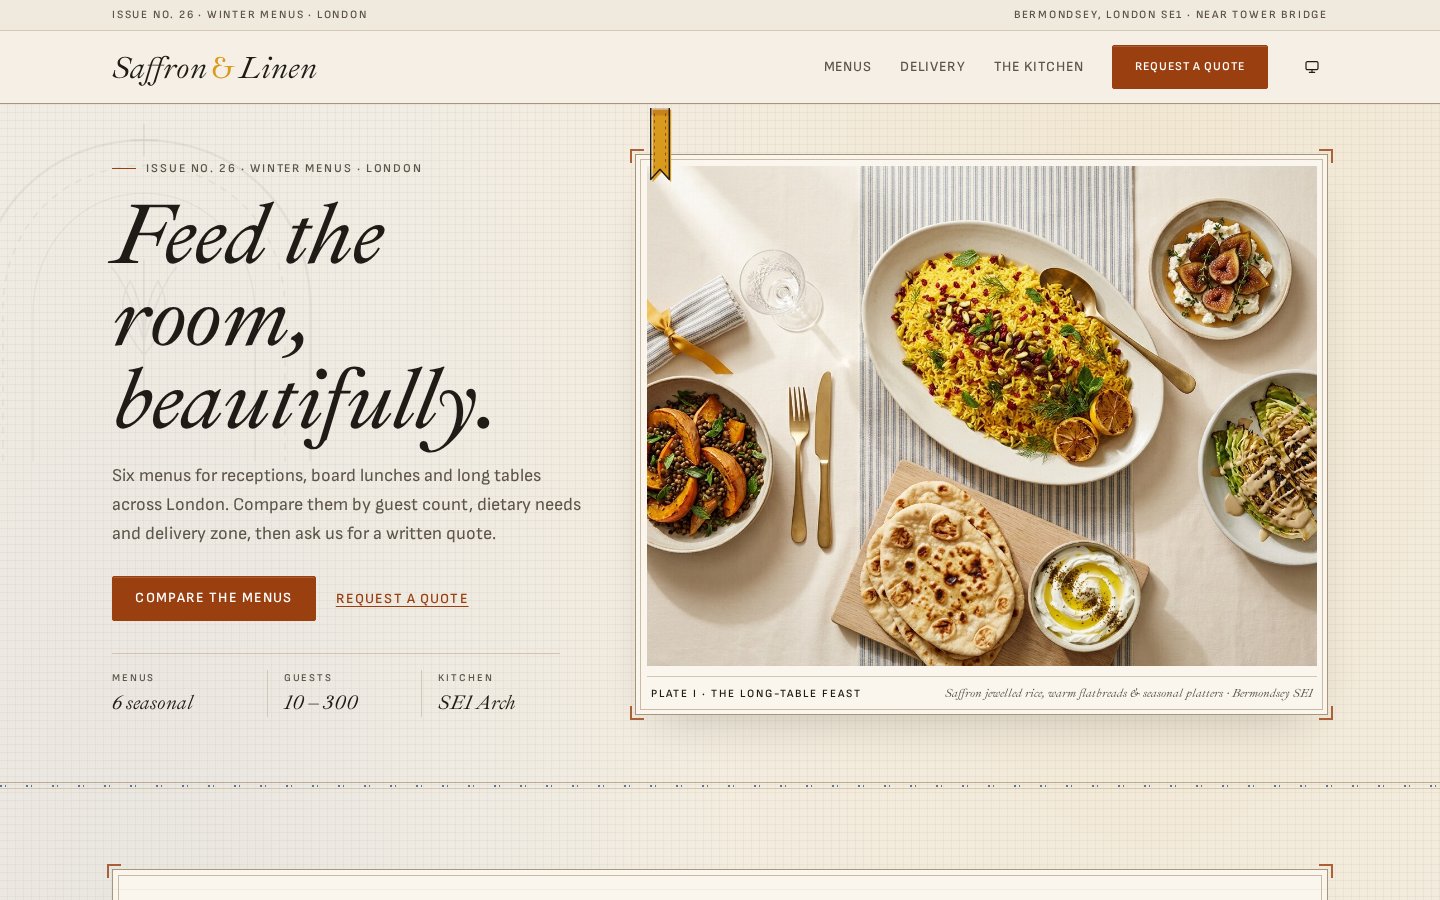 ISSUE NO. 26 · WINTER MENUS · LONDON
BERMONDSEY, LONDON SE1 · NEAR TOWER BRIDGE
Saffron & Linen
MENUS
DELIVERY
THE KITCHEN
REQUEST A QUOTE
ISSUE NO. 26 · WINTER MENUS · LONDON
Feed the
room,
beautifully.
Six menus for receptions, board lunches and long tables
across London. Compare them by guest count, dietary needs
and delivery zone, then ask us for a written quote.
COMPARE THE MENUS
REQUEST A QUOTE
MENUS
6 seasonal
GUESTS
10 – 300
KITCHEN
SE1 Arch
PLATE I · THE LONG-TABLE FEAST
Saffron jewelled rice, warm flatbreads & seasonal platters · Bermondsey SE1